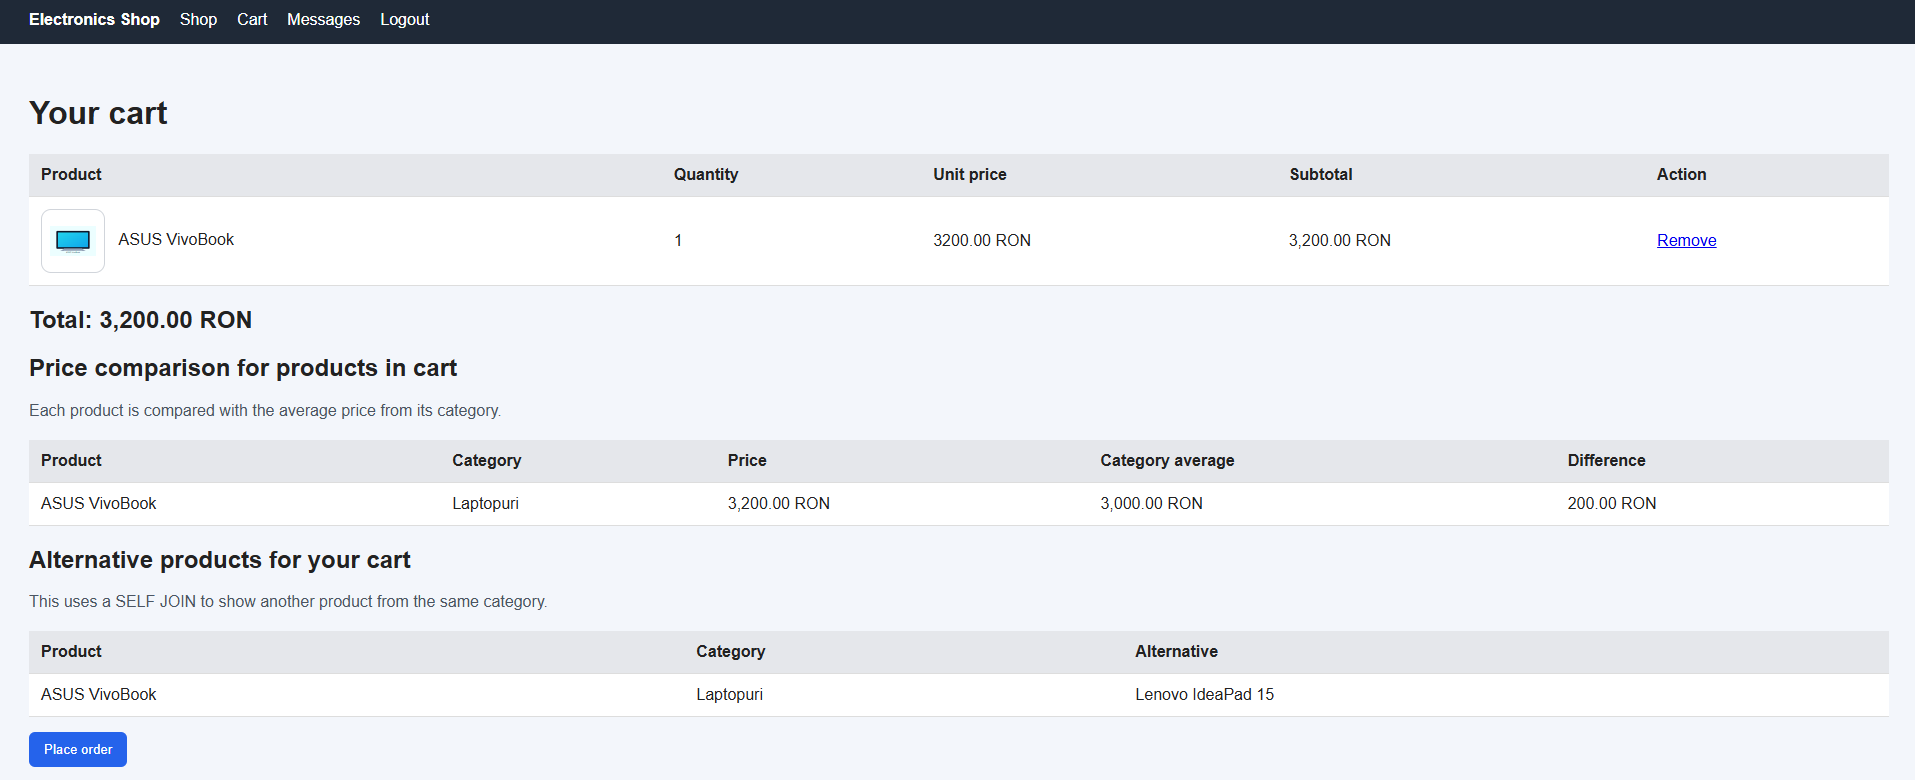 Electronics Shop Shop Cart Messages Logout
Your cart
Product Quantity Unit price Subtotal Action
ASUS VivoBook 1 3200.00 RON 3,200.00 RON Remove
Total: 3,200.00 RON
Price comparison for products in cart
Each product is compared with the average price from its category.
Product Category Price Category average Difference
ASUS VivoBook Laptopuri 3,200.00 RON 3,000.00 RON 200.00 RON
Alternative products for your cart
This uses a SELF JOIN to show another product from the same category.
Product Category Alternative
ASUS VivoBook Laptopuri Lenovo IdeaPad 15
Place order